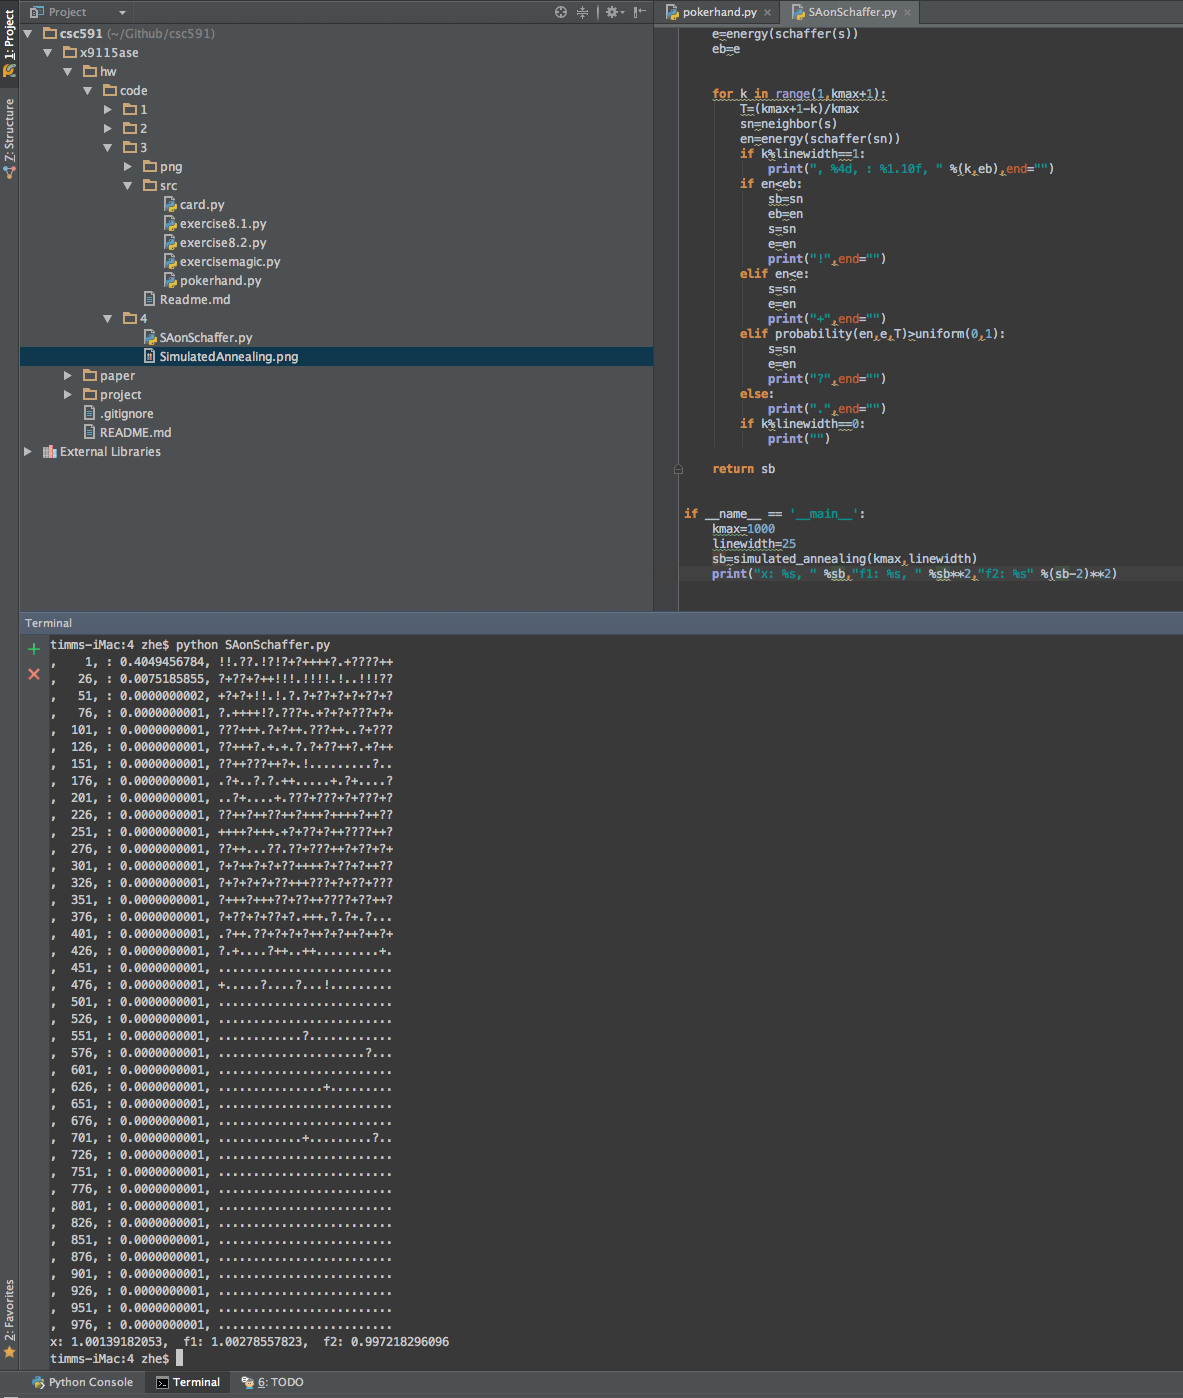 Project
pokerhand.py
SAonSchaffer.py
1: Project
7: Structure
2: Favorites
csc591 (~/Github/csc591)
x9115ase
hw
code
1
2
3
png
src
card.py
exercise8.1.py
exercise8.2.py
exercisemagic.py
pokerhand.py
Readme.md
4
SAonSchaffer.py
SimulatedAnnealing.png
paper
project
.gitignore
README.md
External Libraries
e=energy(schaffer(s))
eb=e
for k in range(1,kmax+1):
T=(kmax+1-k)/kmax
sn=neighbor(s)
en=energy(schaffer(sn))
if k%linewidth==1:
print(", %4d, : %1.10f, " %(k,eb),end="")
if en<eb:
sb=sn
eb=en
s=sn
e=en
print("!",end="")
elif en<e:
s=sn
e=en
print("+",end="")
elif probability(en,e,T)>uniform(0,1):
s=sn
e=en
print("?",end="")
else:
print(".",end="")
if k%linewidth==0:
print("")
return sb
if __name__ == '__main__':
kmax=1000
linewidth=25
sb=simulated_annealing(kmax,linewidth)
print("x: %s, " %sb,"f1: %s, " %sb**2,"f2: %s" %(sb-2)**2)
Terminal
timms-iMac:4 zhe$ python SAonSchaffer.py
,    1, : 0.4049456784, !!.??.!?!?+?++++?.+????++
,   26, : 0.0075185855, ?+??+?++!!!.!!!!.!..!!!??
,   51, : 0.0000000002, +?+?+!!.!.?.?+??+?+?+??+?
,   76, : 0.0000000001, ?.++++!?.???+.+?+?+???+?+
,  101, : 0.0000000001, ???+++.?+?++.???++..?+???
,  126, : 0.0000000001, ??+++?.+.+.?.?+??++?.+?++
,  151, : 0.0000000001, ??++???++?+.!.........?..
,  176, : 0.0000000001, .?+..?.?.++.....+.?+....?
,  201, : 0.0000000001, ..?+....+.???+???+?+???+?
,  226, : 0.0000000001, ??++?++??++?+++?++++?++??
,  251, : 0.0000000001, ++++?+++.+?+??+?++????++?
,  276, : 0.0000000001, ??++...??.??+???++?+??+?+
,  301, : 0.0000000001, ?+?++?+?+??++++?++?+?++??
,  326, : 0.0000000001, ?+?+?+?+??+++???+?+??+???
,  351, : 0.0000000001, ?+++?+++??+??++????+??++?
,  376, : 0.0000000001, ?+??+?+??+?.+++.?.?+.?...
,  401, : 0.0000000001, .?++.??+?+?+?++?++?++??+
,  426, : 0.0000000001, ?.+....?++..++.........+.
,  451, : 0.0000000001, .........................
,  476, : 0.0000000001, +.....?....?...!.........
,  501, : 0.0000000001, .........................
,  526, : 0.0000000001, .........................
,  551, : 0.0000000001, ............?............
,  576, : 0.0000000001, .....................?...
,  601, : 0.0000000001, .........................
,  626, : 0.0000000001, ...............+.........
,  651, : 0.0000000001, .........................
,  676, : 0.0000000001, .........................
,  701, : 0.0000000001, ............+.........?..
,  726, : 0.0000000001, .........................
,  751, : 0.0000000001, .........................
,  776, : 0.0000000001, .........................
,  801, : 0.0000000001, .........................
,  826, : 0.0000000001, .........................
,  851, : 0.0000000001, .........................
,  876, : 0.0000000001, .........................
,  901, : 0.0000000001, .........................
,  926, : 0.0000000001, .........................
,  951, : 0.0000000001, .........................
,  976, : 0.0000000001, .........................
x: 1.00139182053,  f1: 1.00278557823,  f2: 0.997218296096
timms-iMac:4 zhe$
Python Console
Terminal
6: TODO